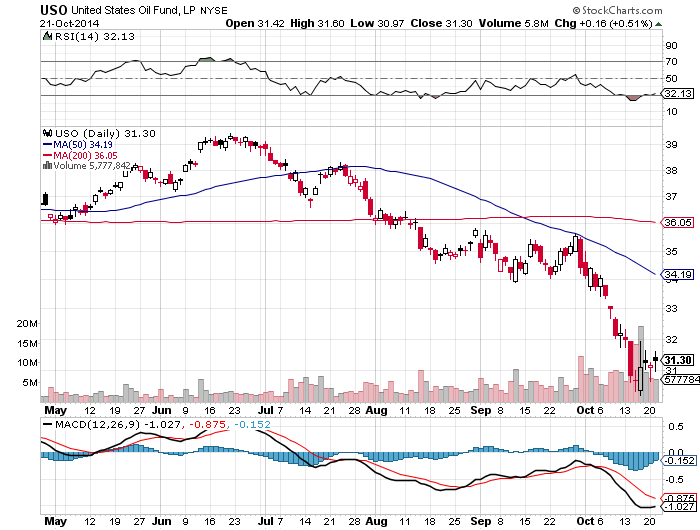 USO United States Oil Fund, LP NYSE © StockCharts.com
21-Oct-2014 Open 31.42 High 31.60 Low 30.97 Close 31.30 Volume 5.8M Chg +0.16 (+0.51%)
RSI(14) 32.13
90
70
50
32.13
10
USO (Daily) 31.30
MA(50) 34.19
MA(200) 36.05
Volume 5,777,842
39
38
37
36.05
35
34.19
33
32
31.30
31
577784
20M
15M
10M
5M
May 12 19 27 Jun 9 16 23 Jul 7 14 21 28 Aug 11 18 25 Sep 8 15 22 Oct 6 13 20
MACD(12,26,9) -1.027, -0.875, -0.152
0.5
0.0
-0.152
-0.5
-0.875
-1.027
May 12 19 27 Jun 9 16 23 Jul 7 14 21 28 Aug 11 18 25 Sep 8 15 22 Oct 6 13 20